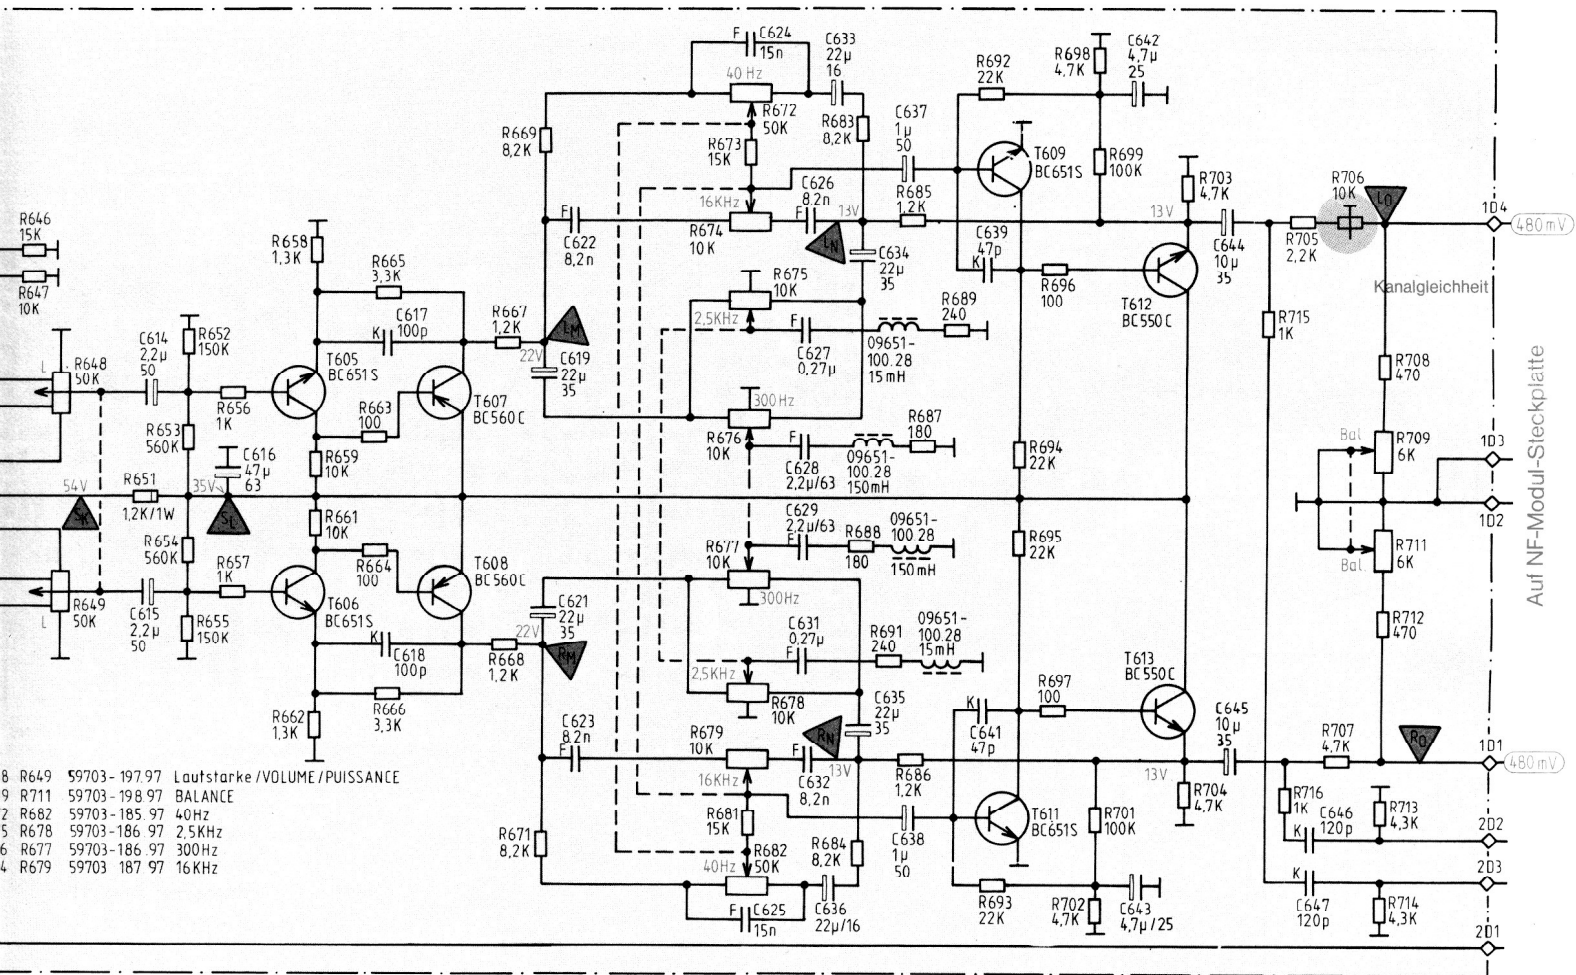 F C624
15n
C633
22µ
16
40 Hz
R672
50K
R669
8,2K
R673
15K
R683
8,2K
C637
1µ
50
R692
22K
R698
4.7K
C642
4,7µ
25
T609
BC651S
R699
100K
R703
4.7K
R706
10K
LO
1D4
480mV
R646
15K
R647
10K
R658
1,3K
R665
3,3K
C617
K 100p
R667
1,2K
22V
LM
C619
22µ
35
F
C622
8,2n
16KHz
R674
10K
C626
F 8.2n
13V
LN
R685
1,2K
C634
22µ
35
C639
47p
K
R696
100
13V
T612
BC550C
C644
10µ
35
R705
2,2K
Kanalgleichheit
R675
10K
2,5KHz
F
C627
0,27µ
R689
240
09651-
100.28
15mH
R715
1K
R708
470
L
R648
50K
C614
2,2µ
50
R652
150K
R656
1K
T605
BC651S
R663
100
T607
BC560C
300Hz
R676
10K
F
C628
2,2µ/63
R687
180
09651-
100.28
150mH
R653
560K
C616
47µ
63
R659
10K
R694
22K
Bal
R709
6K
1D3
1D2
Auf NF-Modul-Steckplatte
54V
SK
R651
1,2K/1W
35V
SL
R661
10K
R654
560K
R657
1K
R664
100
T608
BC560C
L
R649
50K
C615
2,2µ
50
R655
150K
T606
BC651S
K
C618
100p
R662
1,3K
R666
3,3K
R668
1,2K
22V
RM
C621
22µ
35
R677
10K
300Hz
C629
2,2µ/63
F
R688
180
09651-
100 28
150mH
R695
22K
R711
6K
Bal.
R712
470
C631
0,27µ
F
R691
240
09651-
100.28
15mH
2,5KHz
R678
10K
C635
22µ
35
K
C641
47p
R697
100
T613
BC550C
C645
10µ
35
R707
4,7K
RO
1D1
480mV
C623
8.2n
F
R679
10K
16KHz
F
C632
8,2n
RN
13V
R686
1,2K
13V
R704
4,7K
R681
15K
C638
1µ
50
T611
BC651S
R701
100K
R716
1K
K
C646
120p
R713
4,3K
2D2
R671
8,2K
R682
50K
40Hz
R684
8,2K
F C625
15n
C636
22µ/16
R693
22K
R702
4,7K
C643
4,7µ/25
K
C647
120p
R714
4,3K
2D3
2D1
8 R649 59703-197.97 Lautstarke/VOLUME/PUISSANCE
9 R711 59703-198.97 BALANCE
2 R682 59703-185.97 40Hz
5 R678 59703-186.97 2,5KHz
6 R677 59703-186.97 300Hz
4 R679 59703 187 97 16KHz